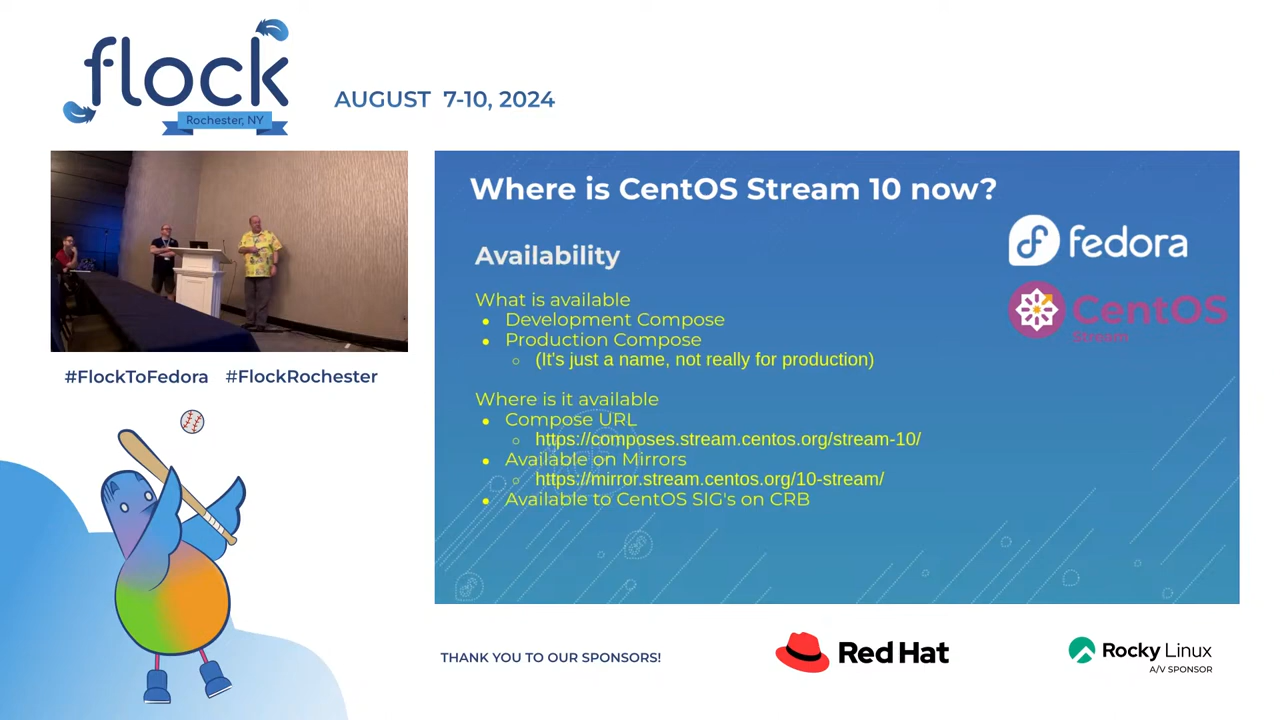 flock
Rochester, NY
AUGUST 7-10, 2024
Where is CentOS Stream 10 now?
fedora
CentOS
Stream
Availability
What is available
• Development Compose
• Production Compose
○ (It's just a name, not really for production)
Where is it available
• Compose URL
○ https://composes.stream.centos.org/stream-10/
• Available on Mirrors
○ https://mirror.stream.centos.org/10-stream/
• Available to CentOS SIG's on CRB
#FlockToFedora #FlockRochester
THANK YOU TO OUR SPONSORS!
Red Hat
Rocky Linux
A/V SPONSOR